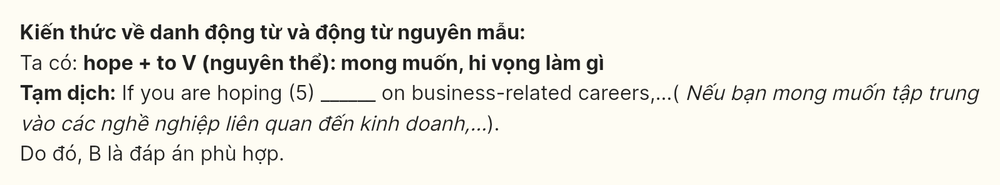 Kiến thức về danh động từ và động từ nguyên mẫu:
Ta có: hope + to V (nguyên thể): mong muốn, hi vọng làm gì
Tạm dịch: If you are hoping (5) ______ on business-related careers,...( Nếu bạn mong muốn tập trung
vào các nghề nghiệp liên quan đến kinh doanh,...).
Do đó, B là đáp án phù hợp.